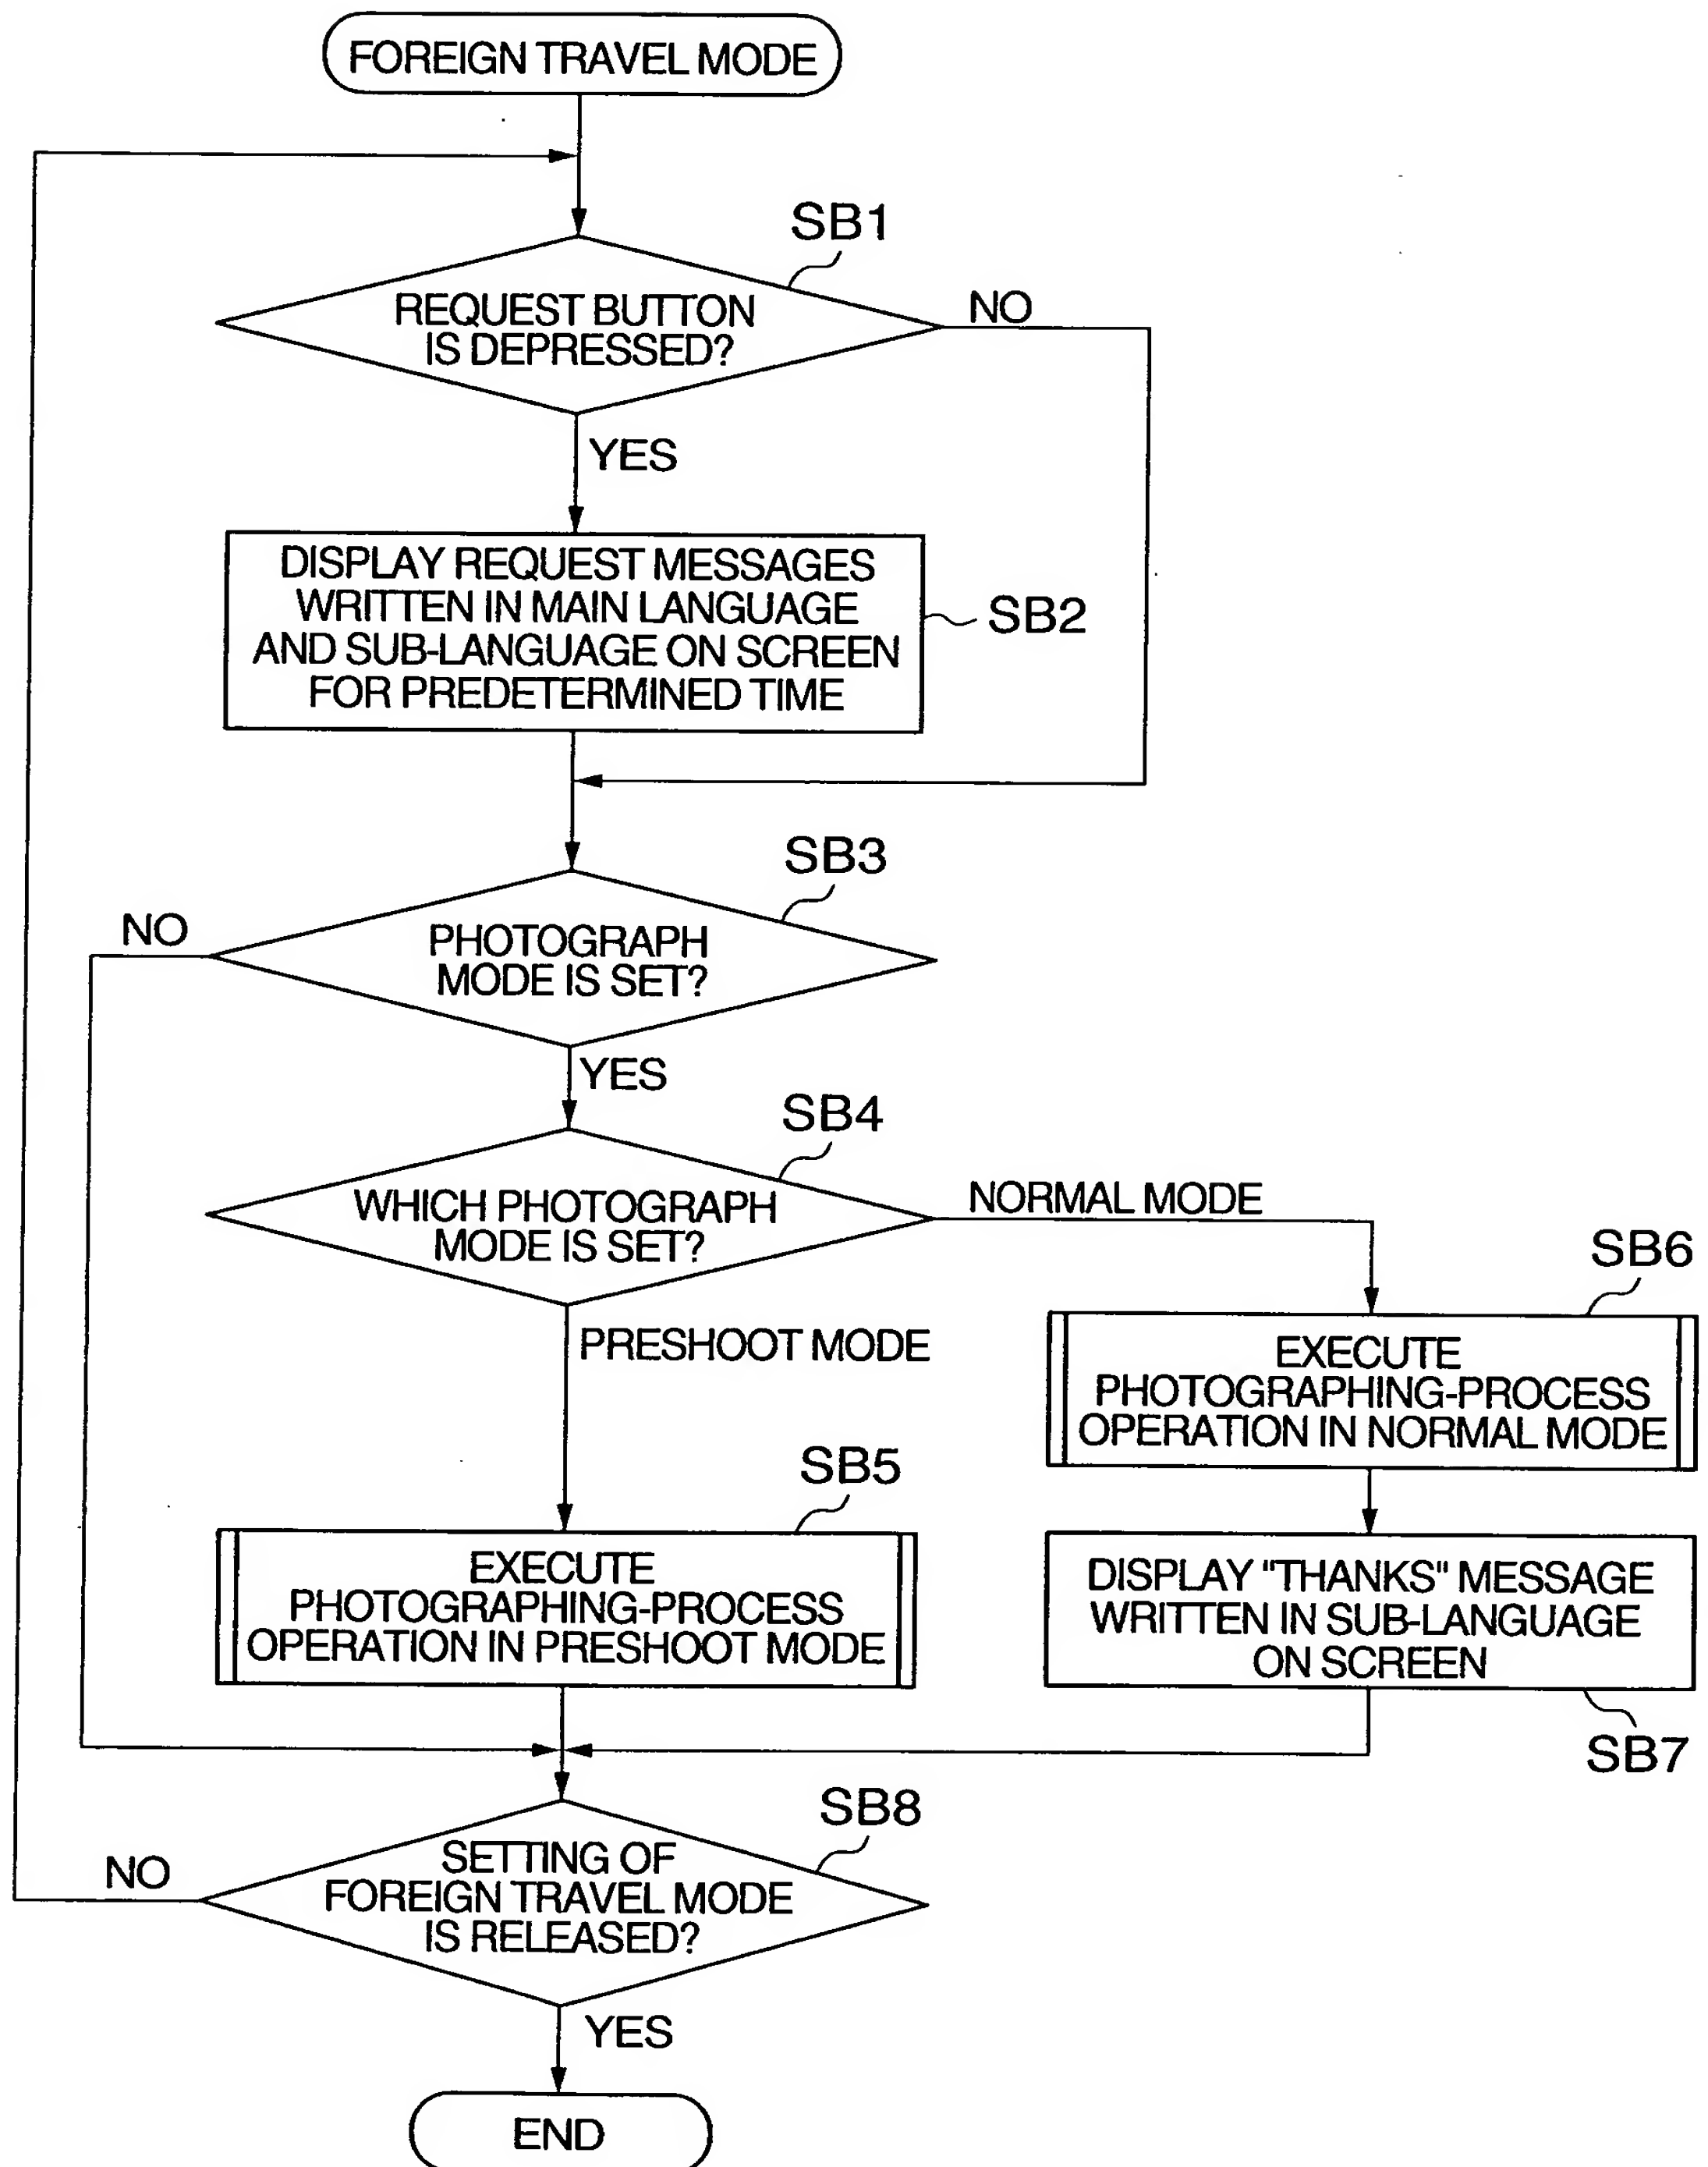 FOREIGN TRAVEL MODE
SB1
REQUEST BUTTON
IS DEPRESSED?
NO
YES
DISPLAY REQUEST MESSAGES
WRITTEN IN MAIN LANGUAGE
AND SUB-LANGUAGE ON SCREEN
FOR PREDETERMINED TIME
SB2
SB3
NO
PHOTOGRAPH
MODE IS SET?
YES
SB4
WHICH PHOTOGRAPH
MODE IS SET?
NORMAL MODE
PRESHOOT MODE
SB6
EXECUTE
PHOTOGRAPHING-PROCESS
OPERATION IN NORMAL MODE
SB5
EXECUTE
PHOTOGRAPHING-PROCESS
OPERATION IN PRESHOOT MODE
DISPLAY "THANKS" MESSAGE
WRITTEN IN SUB-LANGUAGE
ON SCREEN
SB7
SB8
SETTING OF
FOREIGN TRAVEL MODE
IS RELEASED?
NO
YES
END